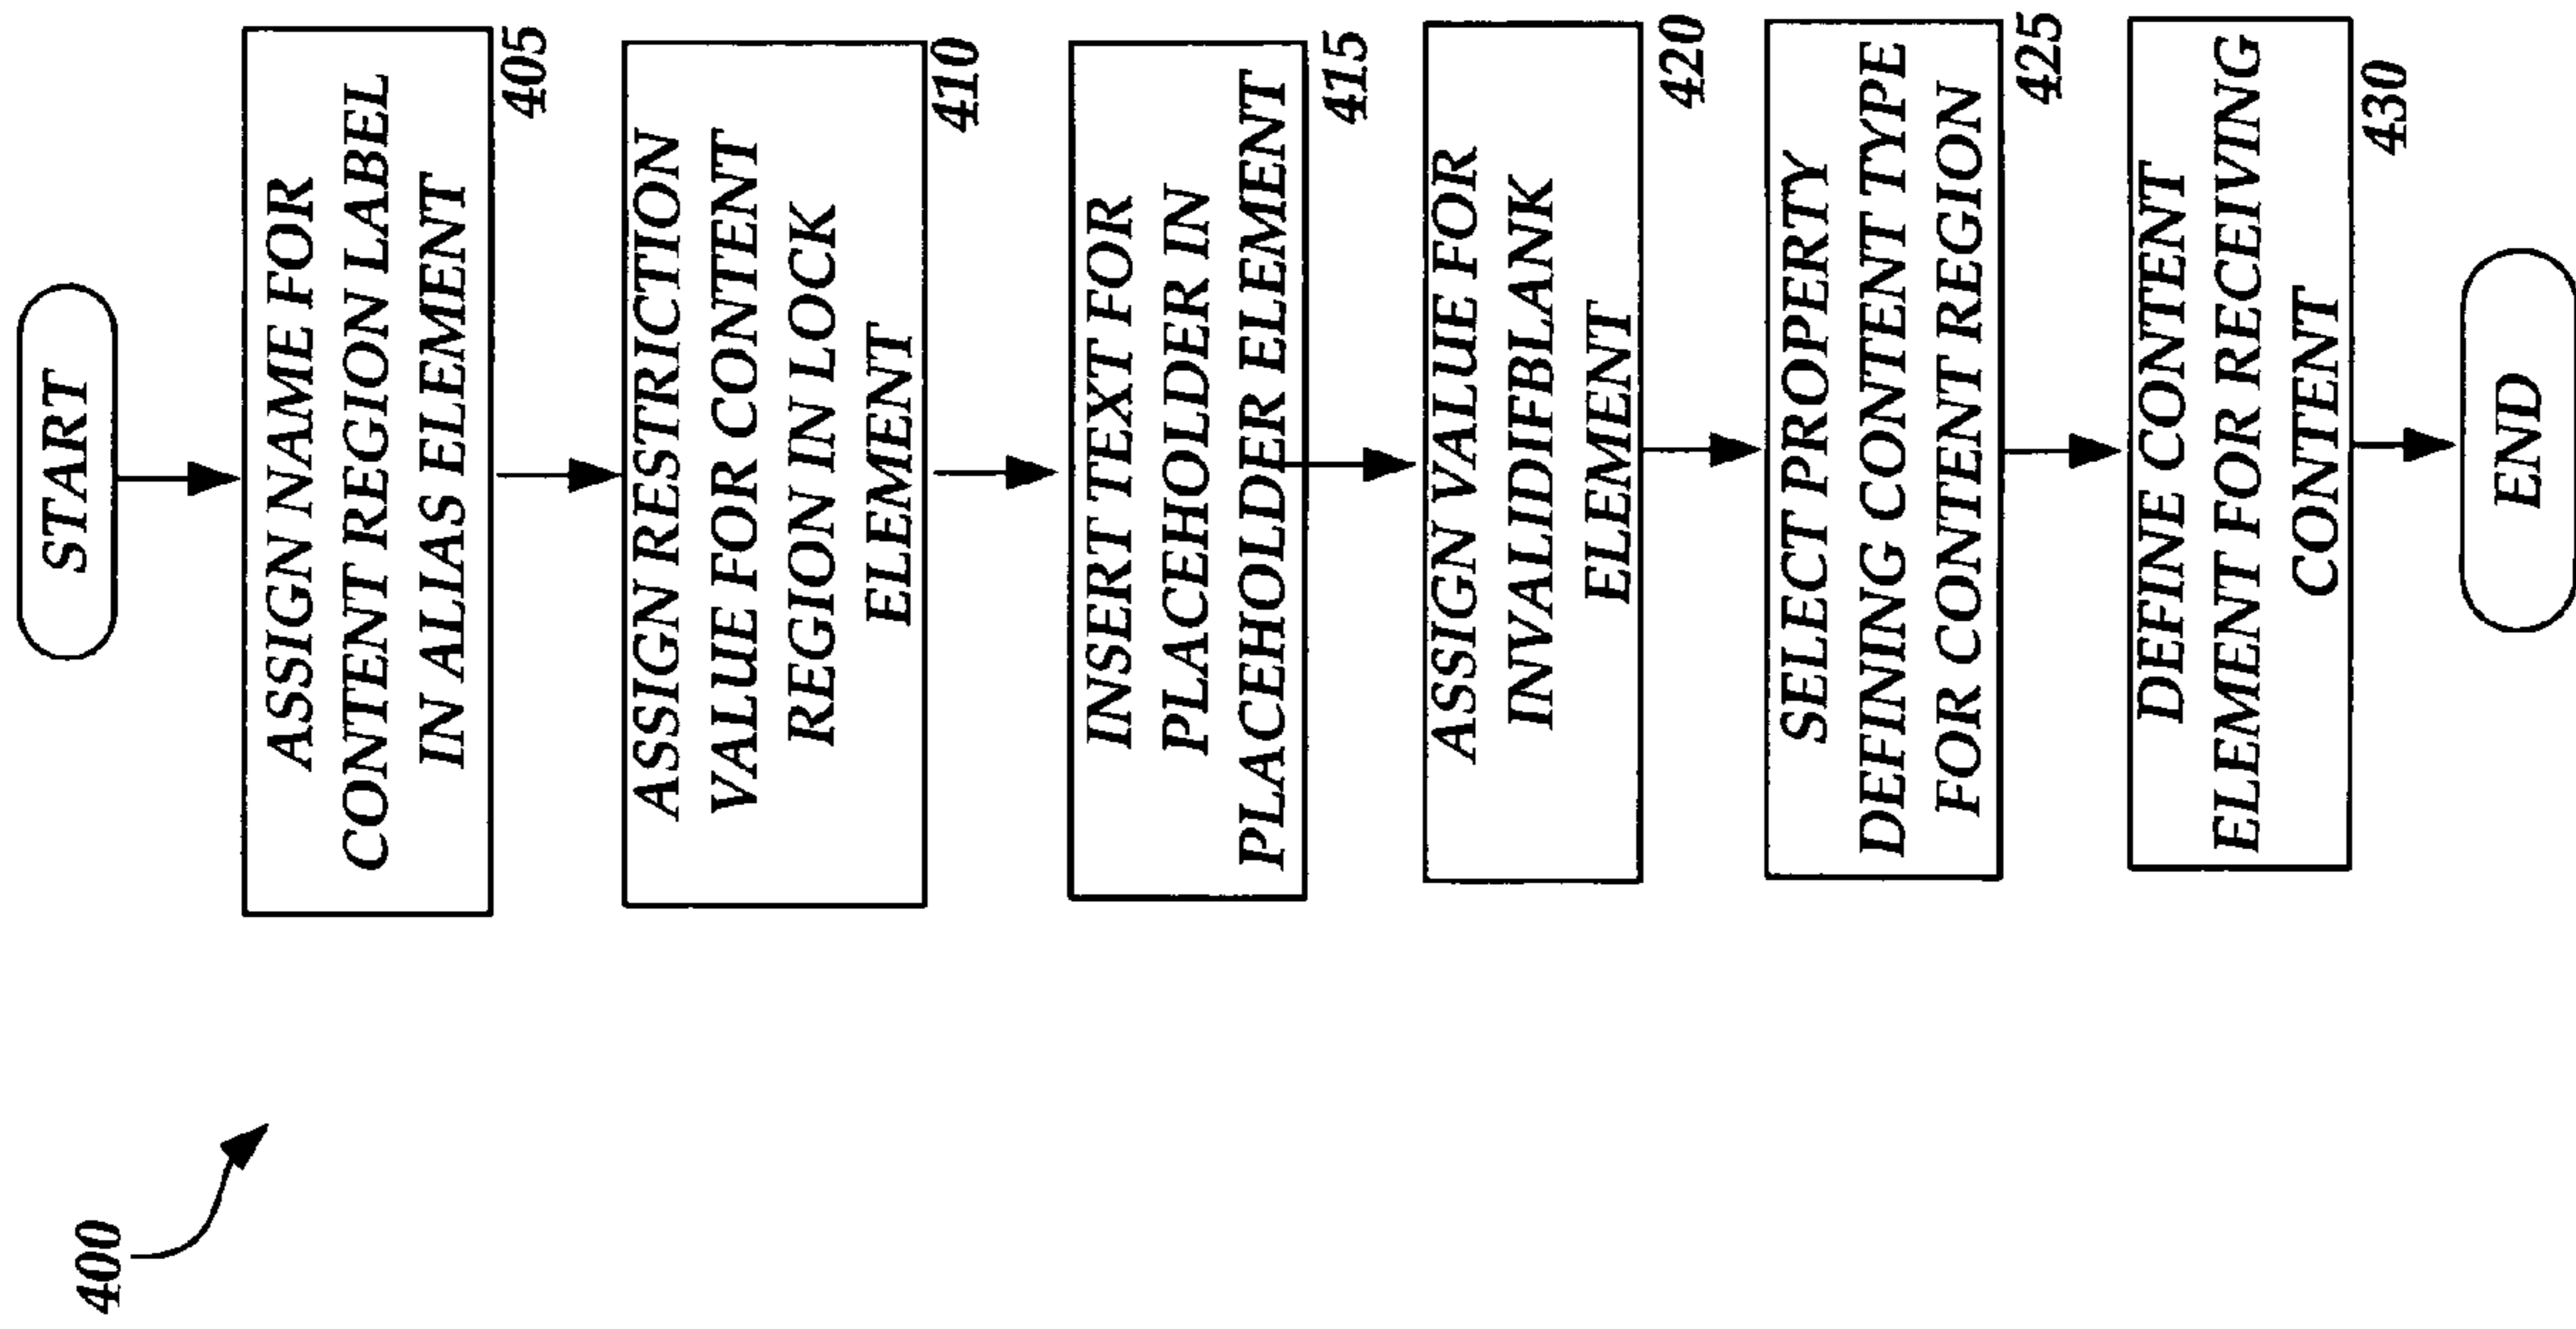 400
START
ASSIGN NAME FOR
CONTENT REGION LABEL
IN ALIAS ELEMENT
405
ASSIGN RESTRICTION
VALUE FOR CONTENT
REGION IN LOCK
ELEMENT
410
INSERT TEXT FOR
PLACEHOLDER IN
PLACEHOLDER ELEMENT
415
ASSIGN VALUE FOR
INVALIDIFBLANK
ELEMENT
420
SELECT PROPERTY
DEFINING CONTENT TYPE
FOR CONTENT REGION
425
DEFINE CONTENT
ELEMENT FOR RECEIVING
CONTENT
430
END